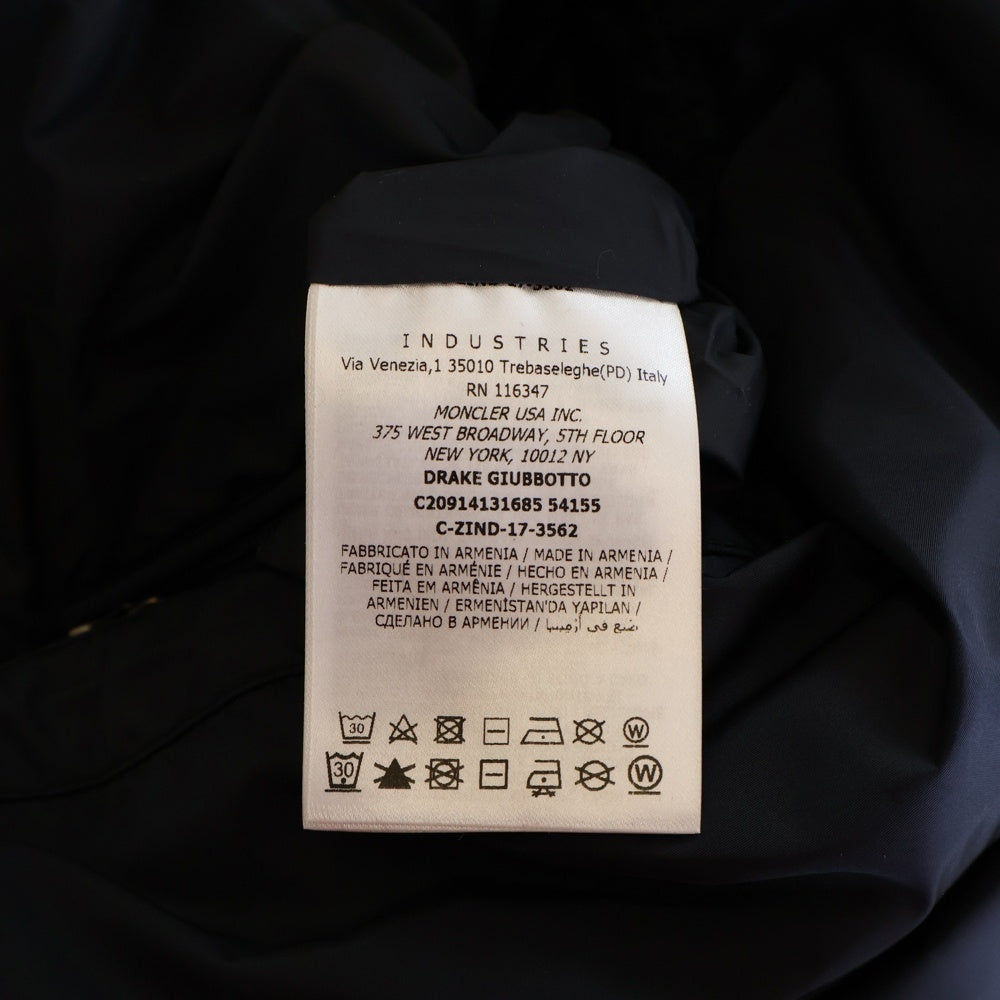 INDUSTRIES
Via Venezia,1 35010 Trebaseleghe(PD) Italy
RN 116347
MONCLER USA INC.
375 WEST BROADWAY, 5TH FLOOR
NEW YORK, 10012 NY
DRAKE GIUBBOTTO
C20914131685 54155
C-ZIND-17-3562
FABBRICATO IN ARMENIA / MADE IN ARMENIA /
FABRIQUÉ EN ARMÉNIE / HECHO EN ARMENIA /
FEITA EM ARMÊNIA / HERGESTELLT IN
ARMENIEN / ERMENİSTAN'DA YAPILAN /
СДЕЛАНО В АРМЕНИИ / صنع في
30 W
30 W